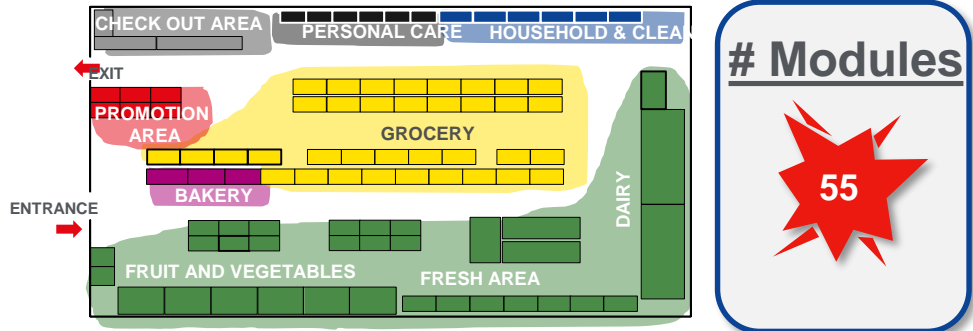 CHECK OUT AREA
PERSONAL CARE
HOUSEHOLD & CLEAN
EXIT
PROMOTION
AREA
GROCERY
BAKERY
ENTRANCE
DAIRY
FRUIT AND VEGETABLES
FRESH AREA
# Modules
55